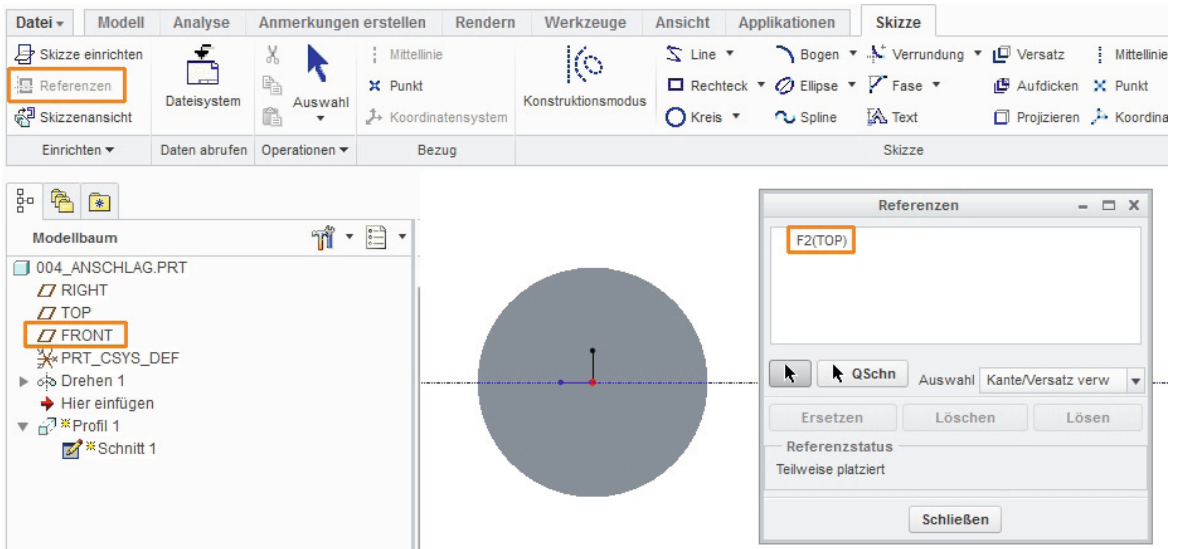 Datei Modell Analyse Anmerkungen erstellen Rendern Werkzeuge Ansicht Applikationen Skizze
Skizze einrichten
Referenzen
Skizzenansicht
Dateisystem
Auswahl
Mittellinie
Punkt
Koordinatensystem
Konstruktionsmodus
Line Bogen Verrundung Versatz Mittellinie
Rechteck Ellipse Fase Aufdicken Punkt
Kreis Spline Text Projizieren Koordina
Einrichten Daten abrufen Operationen Bezug Skizze
Modellbaum
004_ANSCHLAG.PRT
RIGHT
TOP
FRONT
PRT_CSYS_DEF
Drehen 1
Hier einfügen
Profil 1
Schnitt 1
Referenzen
F2(TOP)
QSchn Auswahl Kante/Versatz verw
Ersetzen Löschen Lösen
Referenzstatus
Teilweise platziert
Schließen